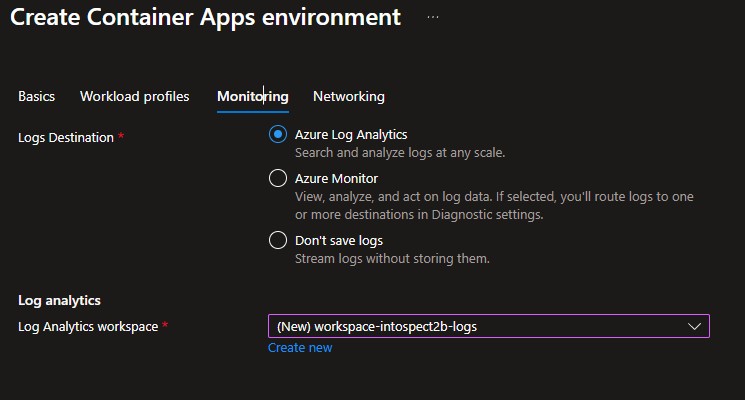 Create Container Apps environment ...
Basics Workload profiles Monitoring Networking
Logs Destination *
Azure Log Analytics
Search and analyze logs at any scale.
Azure Monitor
View, analyze, and act on log data. If selected, you'll route logs to one
or more destinations in Diagnostic settings.
Don't save logs
Stream logs without storing them.
Log analytics
Log Analytics workspace *
(New) workspace-intospect2b-logs
Create new